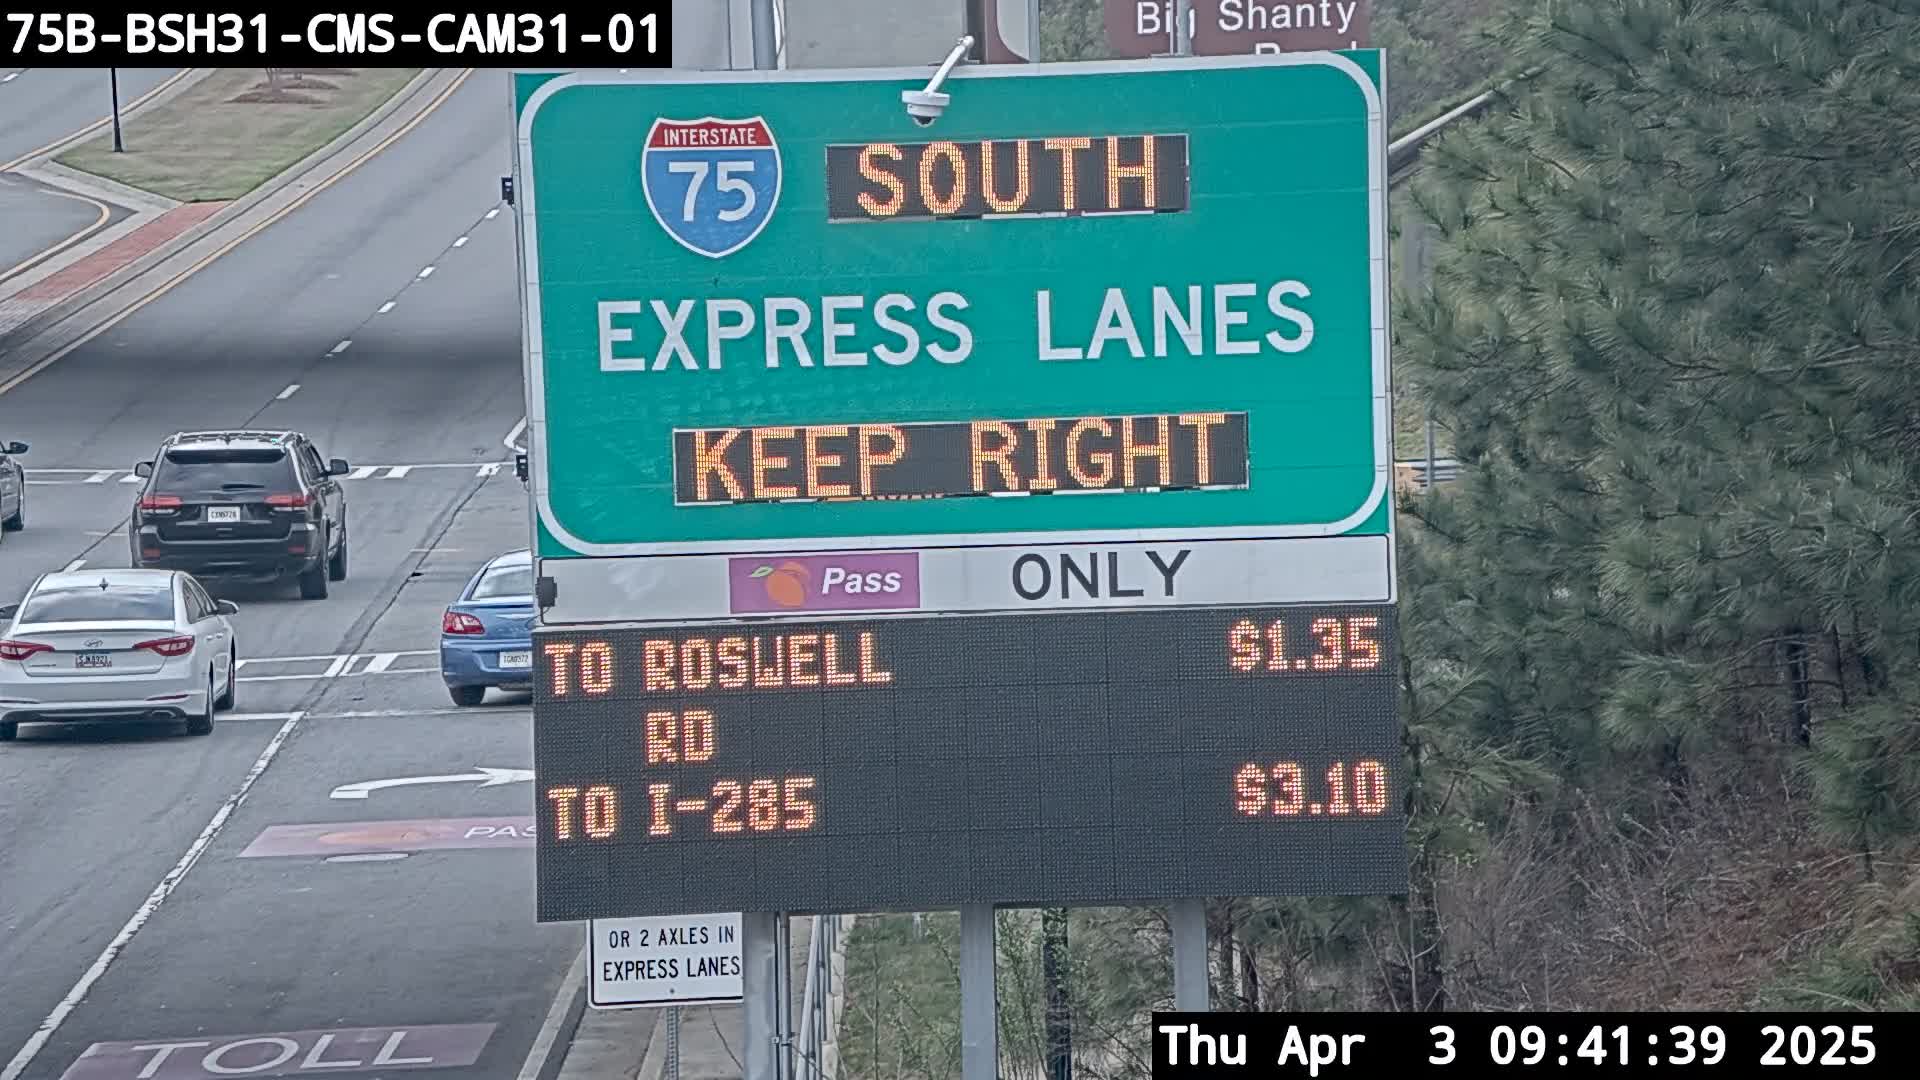 75B-BSH31-CMS-CAM31-01
Big Shanty
Road
INTERSTATE
75
SOUTH
EXPRESS LANES
KEEP RIGHT
Pass ONLY
TO ROSWELL $1.35
RD
TO I-285 $3.10
OR 2 AXLES IN
EXPRESS LANES
TOLL
Thu Apr 3 09:41:39 2025